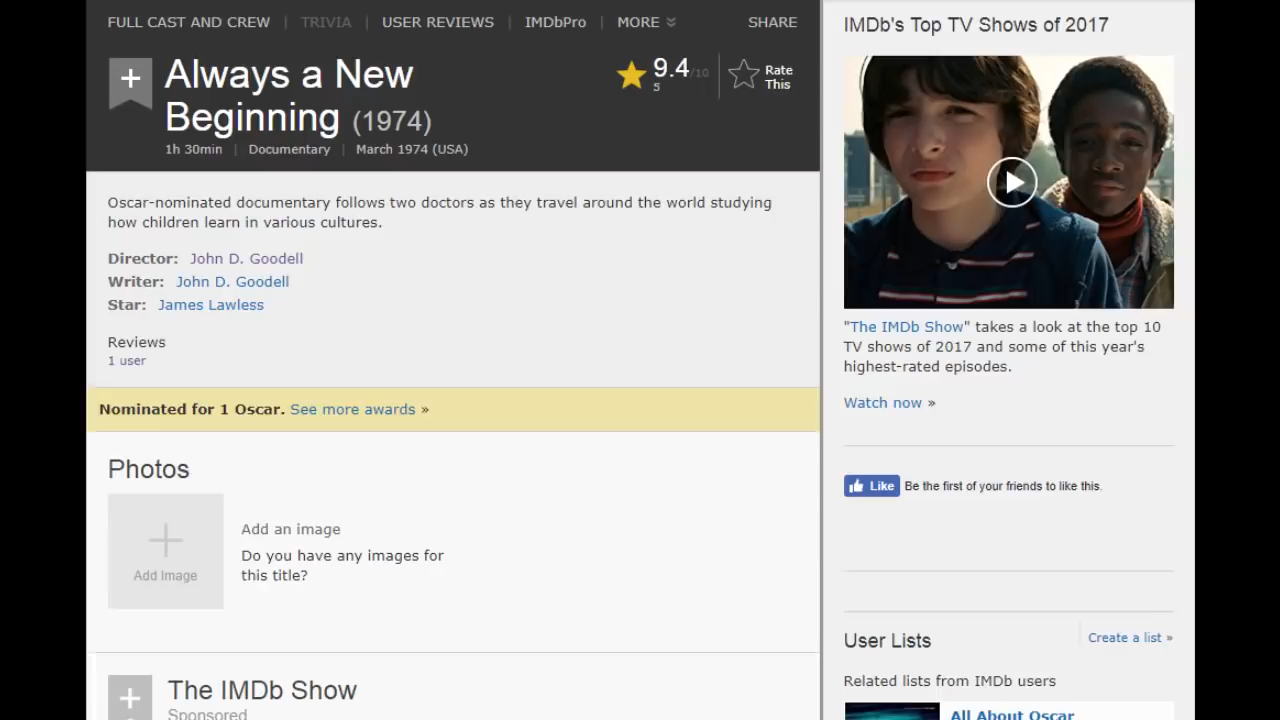 FULL CAST AND CREW | TRIVIA | USER REVIEWS | IMDbPro | MORE | SHARE
Always a New
Beginning (1974)
1h 30min | Documentary | March 1974 (USA)
9.4/10
5
Rate
This
Oscar-nominated documentary follows two doctors as they travel around the world studying
how children learn in various cultures.
Director: John D. Goodell
Writer: John D. Goodell
Star: James Lawless
Reviews
1 user
Nominated for 1 Oscar. See more awards »
Photos
Add Image
Add an image
Do you have any images for
this title?
The IMDb Show
Sponsored
IMDb's Top TV Shows of 2017
"The IMDb Show" takes a look at the top 10
TV shows of 2017 and some of this year's
highest-rated episodes.
Watch now »
Like Be the first of your friends to like this.
User Lists
Create a list »
Related lists from IMDb users
All About Oscar